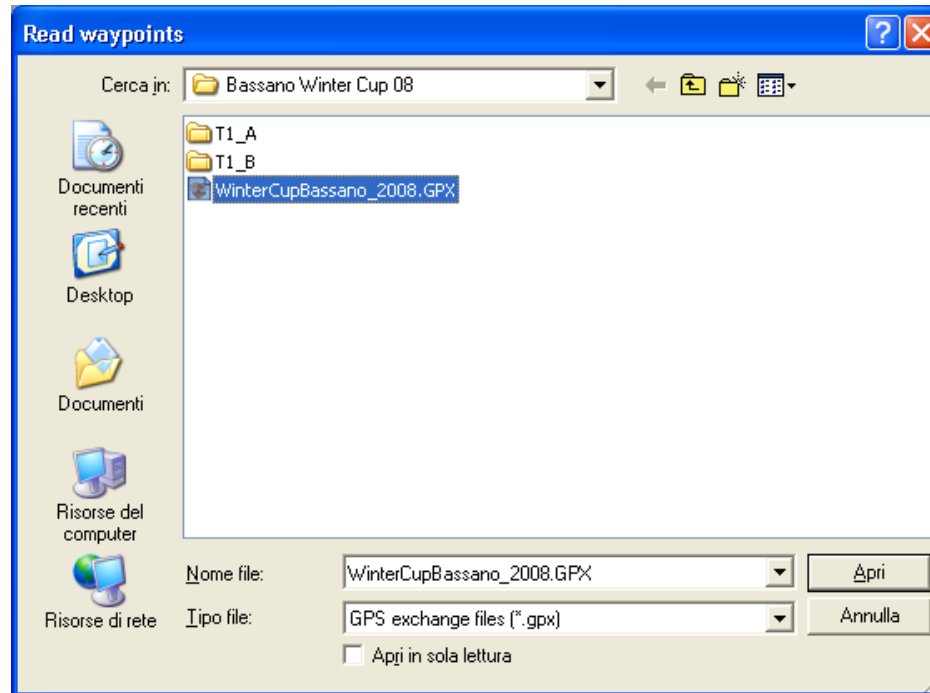 Read waypoints
Cerca in:
Bassano Winter Cup 08
T1_A
T1_B
WinterCupBassano_2008.GPX
Documenti
recenti
Desktop
Documenti
Risorse del
computer
Risorse di rete
Nome file:
WinterCupBassano_2008.GPX
Apri
Tipo file:
GPS exchange files (*.gpx)
Annulla
Apri in sola lettura